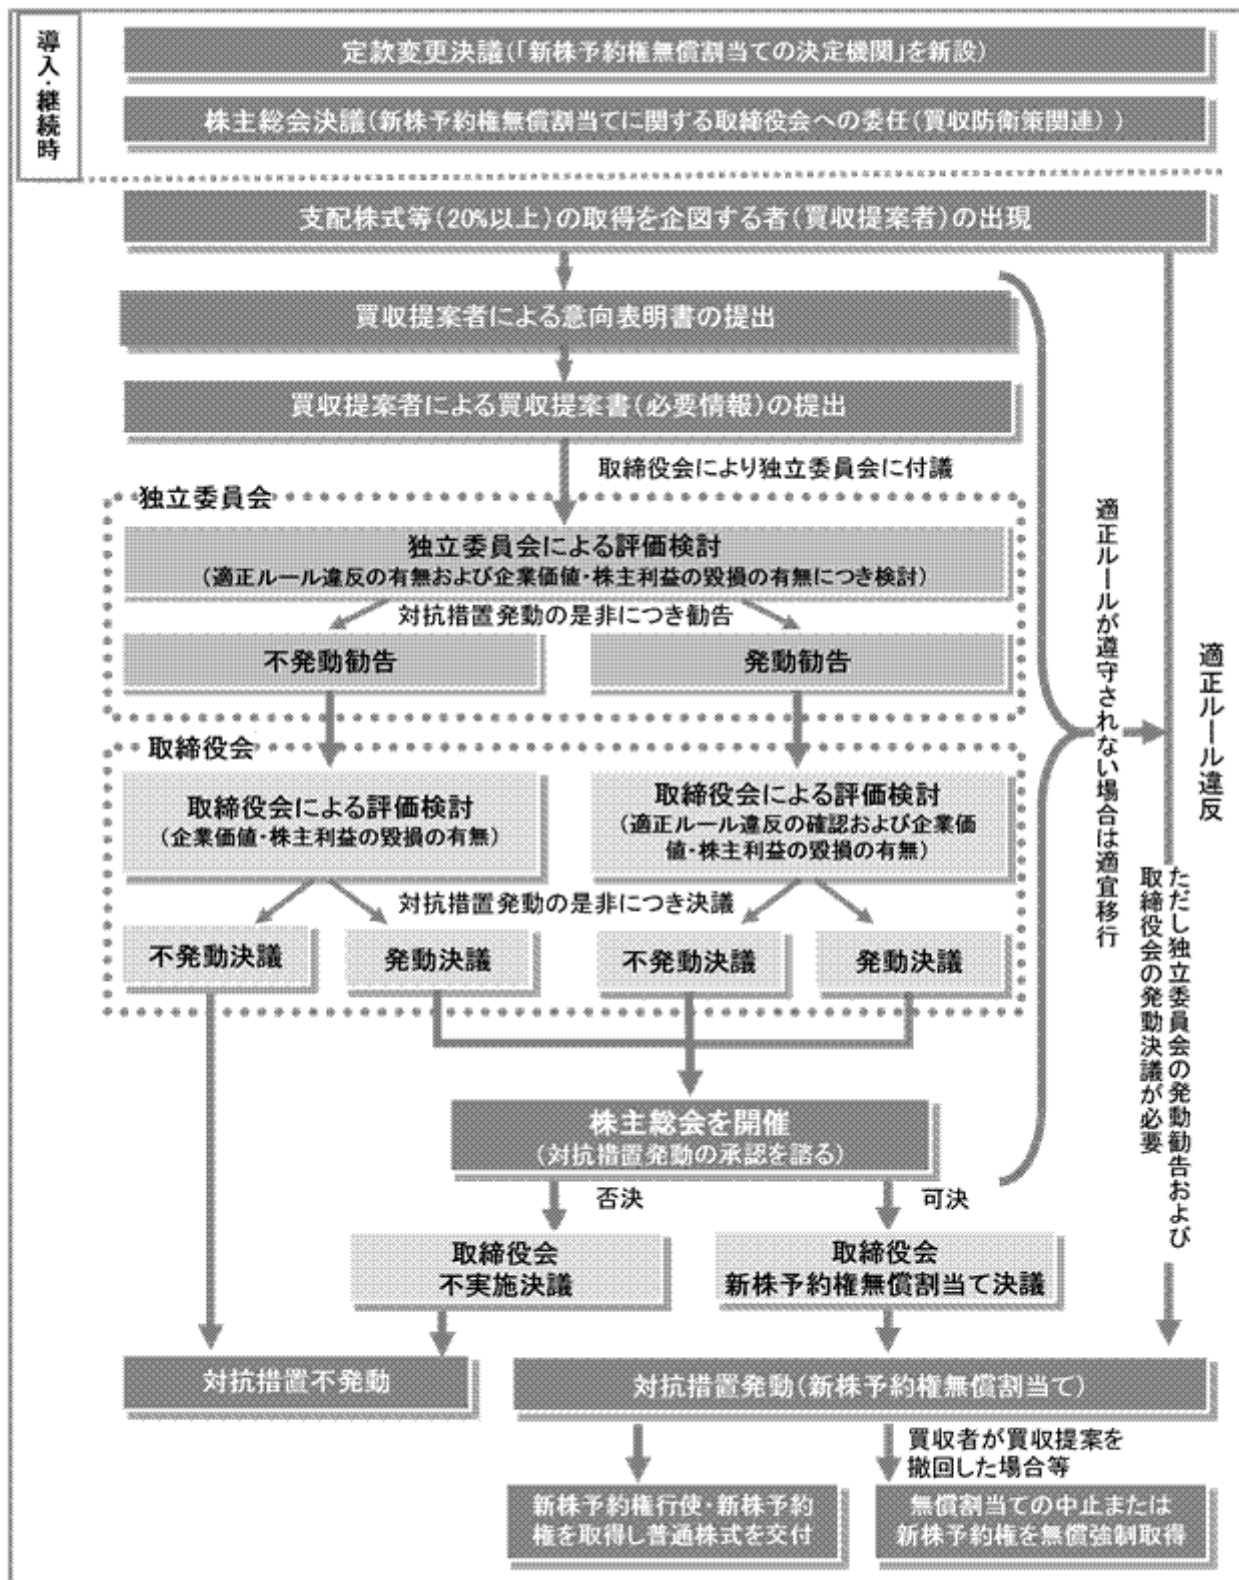 導入・継続時
定款変更決議(「新株予約権無償割当ての決定機関」を新設)
株主総会決議(新株予約権無償割当てに関する取締役会への委任(買収防衛策関連))
支配株式等(20%以上)の取得を企図する者(買収提案者)の出現
買収提案者による意向表明書の提出
買収提案者による買収提案書(必要情報)の提出
取締役会により独立委員会に付議
独立委員会
独立委員会による評価検討
(適正ルール違反の有無および企業価値・株主利益の毀損の有無につき検討)
対抗措置発動の是非につき勧告
不発動勧告
発動勧告
取締役会
取締役会による評価検討
(企業価値・株主利益の毀損の有無)
取締役会による評価検討
(適正ルール違反の確認および企業価
値・株主利益の毀損の有無)
対抗措置発動の是非につき決議
不発動決議
発動決議
不発動決議
発動決議
適正ルールが遵守されない場合は適宜移行
適正ルール違反
ただし独立委員会の発動勧告および
取締役会の発動決議が必要
株主総会を開催
(対抗措置発動の承認を諮る)
否決
可決
取締役会
不実施決議
取締役会
新株予約権無償割当て決議
対抗措置不発動
対抗措置発動(新株予約権無償割当て)
買収者が買収提案を
撤回した場合等
新株予約権行使・新株予約
権を取得し普通株式を交付
無償割当ての中止または
新株予約権を無償強制取得